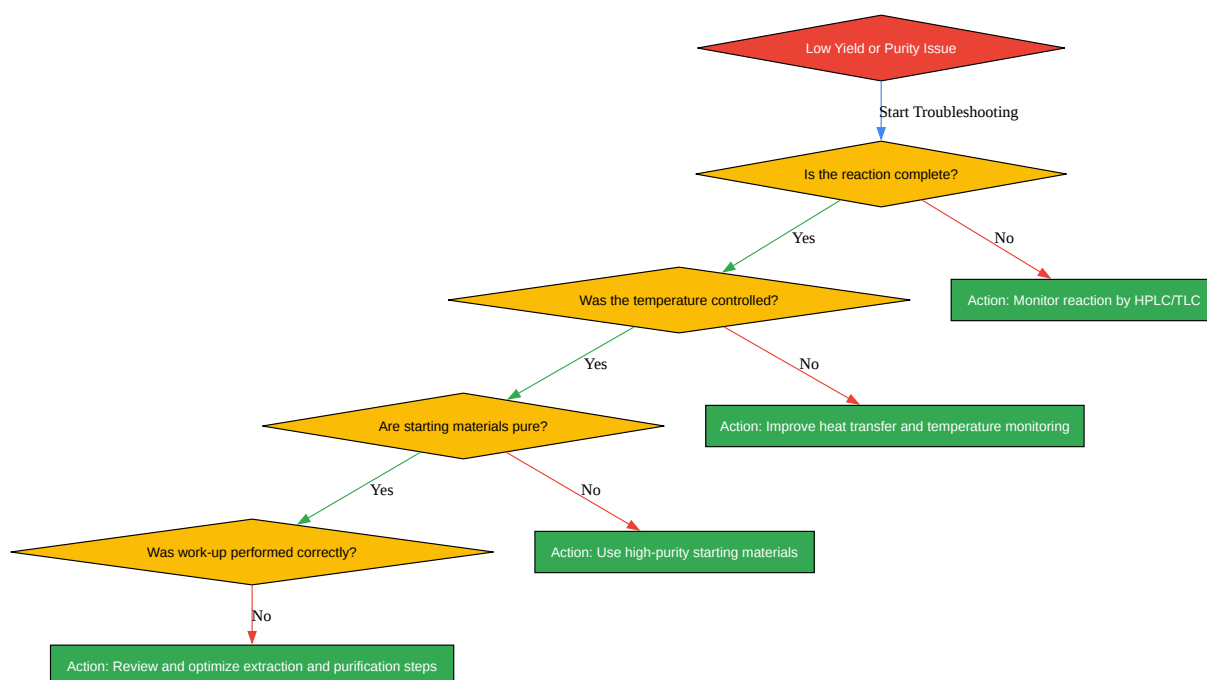 Low Yield or Purity Issue
Start Troubleshooting
Is the reaction complete?
Yes
No
Was the temperature controlled?
Action: Monitor reaction by HPLC/TLC
Yes
No
Are starting materials pure?
Action: Improve heat transfer and temperature monitoring
Yes
No
Was work-up performed correctly?
Action: Use high-purity starting materials
No
Action: Review and optimize extraction and purification steps